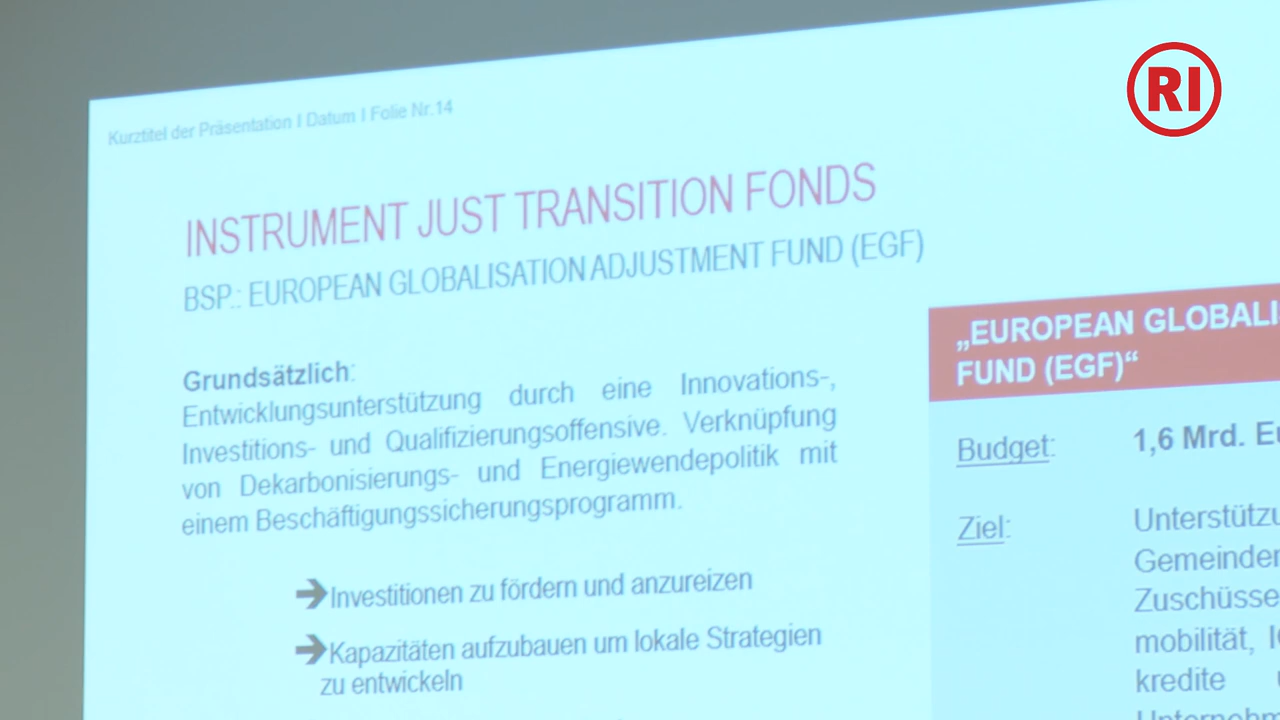 RI
Kurztitel der Präsentation I Datum I Folie Nr.14
INSTRUMENT JUST TRANSITION FONDS
BSP.: EUROPEAN GLOBALISATION ADJUSTMENT FUND (EGF)
Grundsätzlich:
Entwicklungsunterstützung durch eine Innovations-,
Investitions- und Qualifizierungsoffensive. Verknüpfung
von Dekarbonisierungs- und Energiewendepolitik mit
einem Beschäftigungssicherungsprogramm.
➔Investitionen zu fördern und anzureizen
➔Kapazitäten aufzubauen um lokale Strategien
zu entwickeln
„EUROPEAN GLOBALI
FUND (EGF)“
Budget: 1,6 Mrd. E
Ziel: Unterstütz
Gemeinde
Zuschüsse
mobilität,
kredite